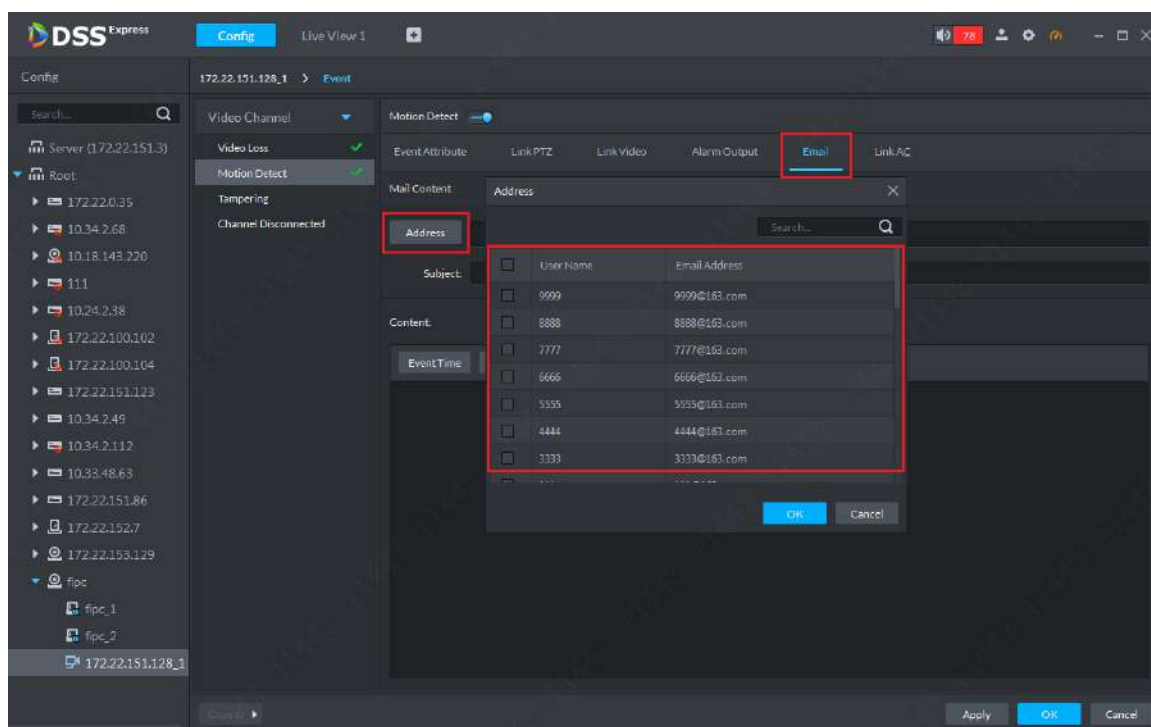 DSS Express
Config
Live View 1
78
Config
172.22.151.128_1 > Event
Search...
Video Channel
Motion Detect
Server (172.22.151.3)
Video Loss
Event Attribute
Link PTZ
Link Video
Alarm Output
Email
Link AC
Root
Motion Detect
Mail Content
Address
172.22.0.35
Tampering
10.34.2.68
Channel Disconnected
Address
Search...
10.18.143.220
Subject:
User Name
Email Address
111
9999
9999@163.com
10.24.2.38
8888
8888@163.com
Content:
172.22.100.102
7777
7777@163.com
172.22.100.104
Event Time
6666
6666@163.com
172.22.151.123
5555
5555@163.com
10.34.2.49
4444
4444@163.com
10.34.2.112
3333
3333@163.com
10.33.48.63
172.22.151.86
OK
Cancel
172.22.152.7
172.22.153.129
fipc
fipc_1
fipc_2
172.22.151.128_1
Apply
OK
Cancel